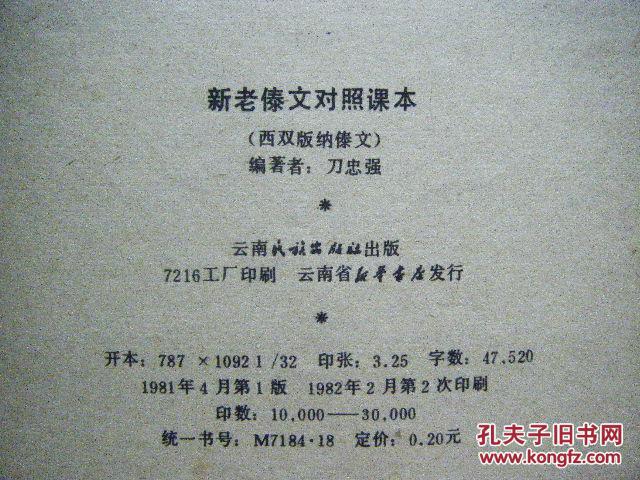 新老傣文对照课本
（西双版纳傣文）
编著者：刀忠强
*
云南民族出版社出版
7216工厂印刷 云南省新华书店发行
*
开本：787 × 1092 1/32 印张：3.25 字数：47,520
1981年4月第1版 1982年2月第2次印刷
印数：10,000——30,000
统一书号：M7184·18 定价：0.20元
孔夫子旧书网
www.kongfz.com